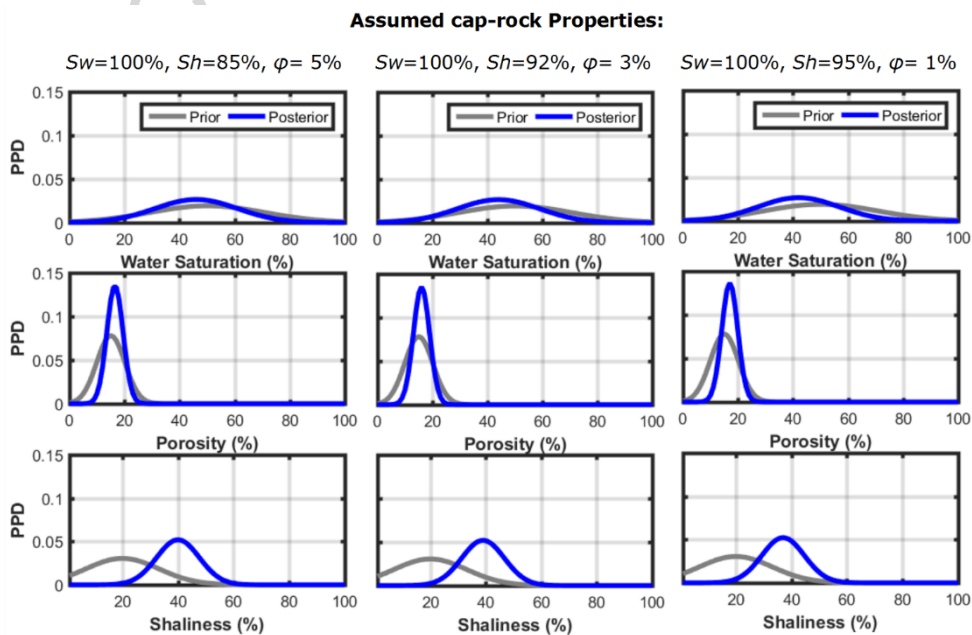 Assumed cap-rock Properties:
Sw=100%, Sh=85%, φ= 5% Sw=100%, Sh=92%, φ= 3% Sw=100%, Sh=95%, φ= 1%
0.15
Prior Posterior Prior Posterior Prior Posterior
0.1
PPD
0.05
0
0 20 40 60 80 100 0 20 40 60 80 100 0 20 40 60 80 100
Water Saturation (%) Water Saturation (%) Water Saturation (%)
0.15
0.1
PPD
0.05
0
0 20 40 60 80 100 0 20 40 60 80 100 0 20 40 60 80 100
Porosity (%) Porosity (%) Porosity (%)
0.15
0.1
PPD
0.05
0
20 40 60 80 100 20 40 60 80 100 20 40 60 80 100
Shaliness (%) Shaliness (%) Shaliness (%)